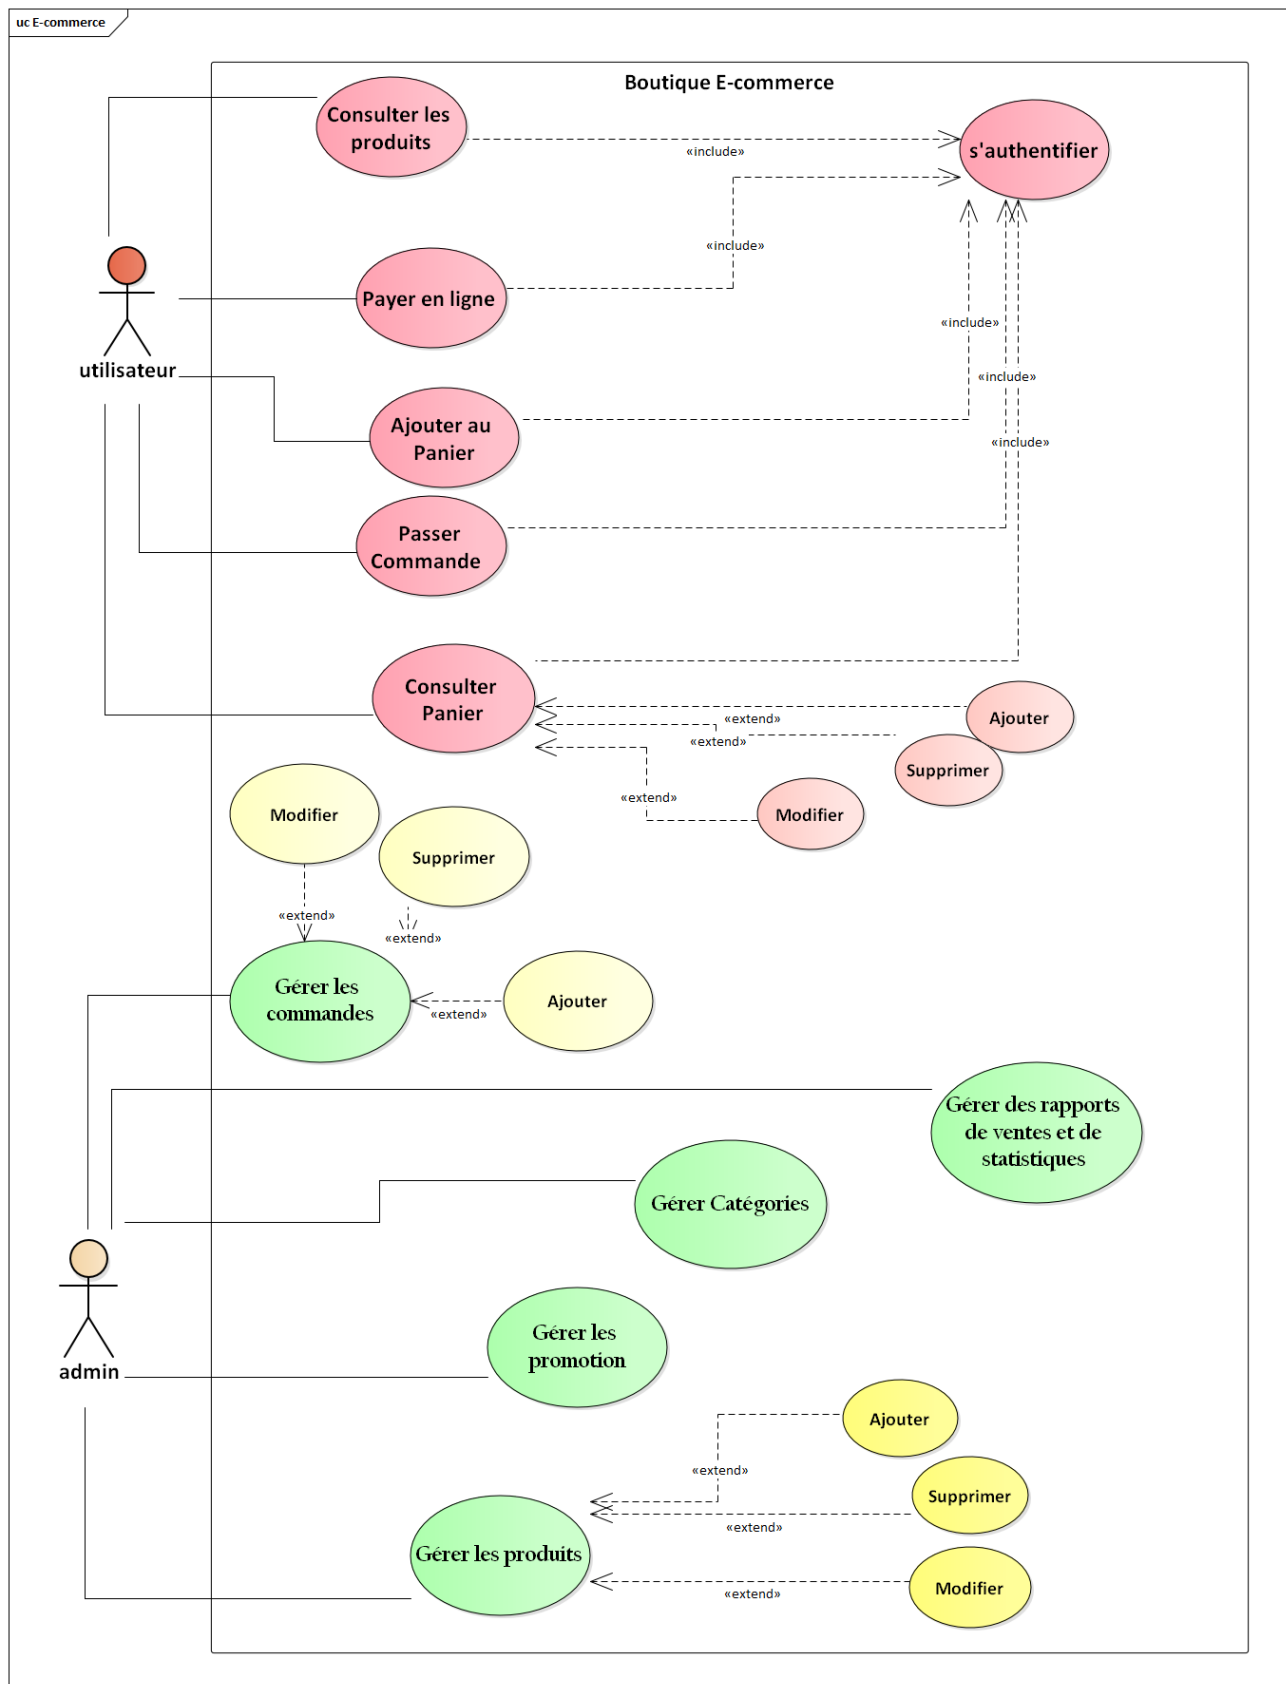 uc E-commerce
Boutique E-commerce
Consulter les
produits
«include»
s'authentifier
«include»
Payer en ligne
«include»
utilisateur
«include»
Ajouter au
Panier
«include»
Passer
Commande
Consulter
Panier
Ajouter
«extend»
«extend»
Supprimer
«extend»
Modifier
Modifier
Supprimer
«extend»
«extend»
Gérer les
commandes
Ajouter
«extend»
Gérer des rapports
de ventes et de
statistiques
Gérer Catégories
Gérer les
promotion
admin
Ajouter
«extend»
Supprimer
«extend»
Gérer les produits
Modifier
«extend»